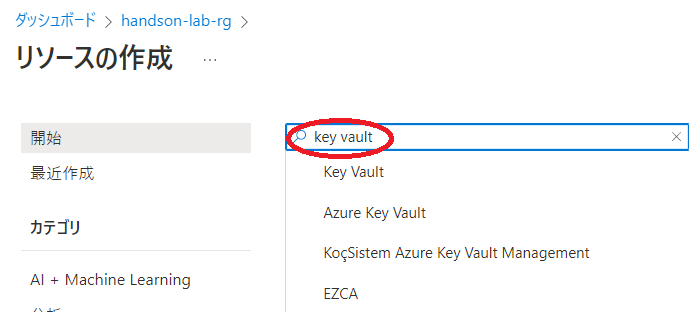 ダッシュボード > handson-lab-rg >
リソースの作成 …
開始
最近作成
カテゴリ
AI + Machine Learning
分析
key vault
Key Vault
Azure Key Vault
KoçSistem Azure Key Vault Management
EZCA